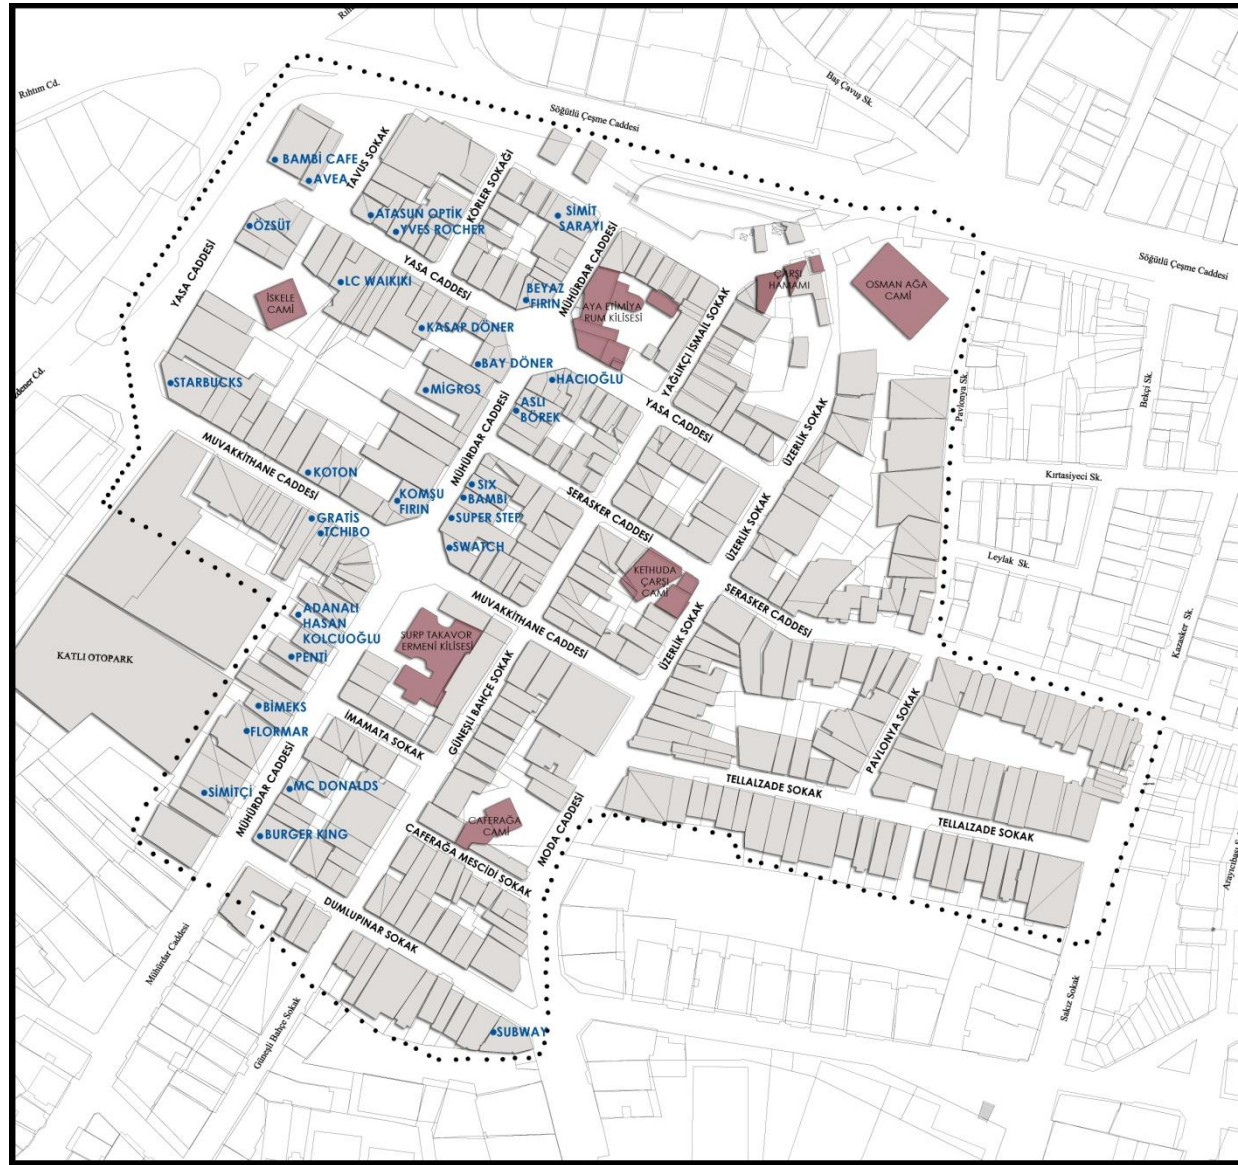 Rıhtım Cd.
Baş Çavuş Sk.
Söğütlü Çeşme Caddesi
TAVUS SOKAK
BAMBİ CAFE
AVEA
KÖRLER SOKAĞI
ATASUN OPTİK
YVES ROCHER
SİMİT
SARAYI
ÖZSÜT
MÜHÜRDAR CADDESİ
Söğütlü Çeşme Caddesi
YASA CADDESİ
YASA CADDESİ
LC WAIKIKI
İSKELE
CAMİ
BEYAZ
FIRIN
AYA ETİMİYA
RUM KİLİSESİ
ÇARŞI
HAMAMI
OSMAN AĞA
CAMİ
KASAP DÖNER
YAĞLIKÇI İSMAİL SOKAK
BAY DÖNER
HACIOĞLU
STARBUCKS
MİGROS
ASLI
BÖREK
YASA CADDESİ
Pavlonya Sk.
Bekçi Sk.
MÜHÜRDAR CADDESİ
ÜZERLİK SOKAK
MUVAKKİTHANE CADDESİ
KOTON
KOMŞU
FIRIN
SIX
BAMBİ
SUPER STEP
SWATCH
SERASKER CADDESİ
Kırtasiyeci Sk.
GRATIS
TCHIBO
ÜZERLİK SOKAK
Leylak Sk.
KETHUDA
ÇARŞI
CAMİ
SERASKER CADDESİ
ADANALI
HASAN
KOLCUOĞLU
PENTİ
SURP TAKAVOR
ERMENİ KİLİSESİ
MUVAKKİTHANE CADDESİ
ÜZERLİK SOKAK
Kazasker Sk.
KATLI OTOPARK
GÜNEŞLİ BAHÇE SOKAK
PAVLONYA SOKAK
BİMEKS
FLORMAR
İMAMATA SOKAK
MÜHÜRDAR CADDESİ
SİMİTÇİ
MC DONALDS
BURGER KING
TELLALZADE SOKAK
TELLALZADE SOKAK
CAFERAĞA
CAMİ
MODA CADDESİ
CAFERAĞA MESCİDİ SOKAK
DUMLUPINAR SOKAK
Mühürdar Caddesi
Güneşli Bahçe Sokak
Sakız Sokak
SUBWAY